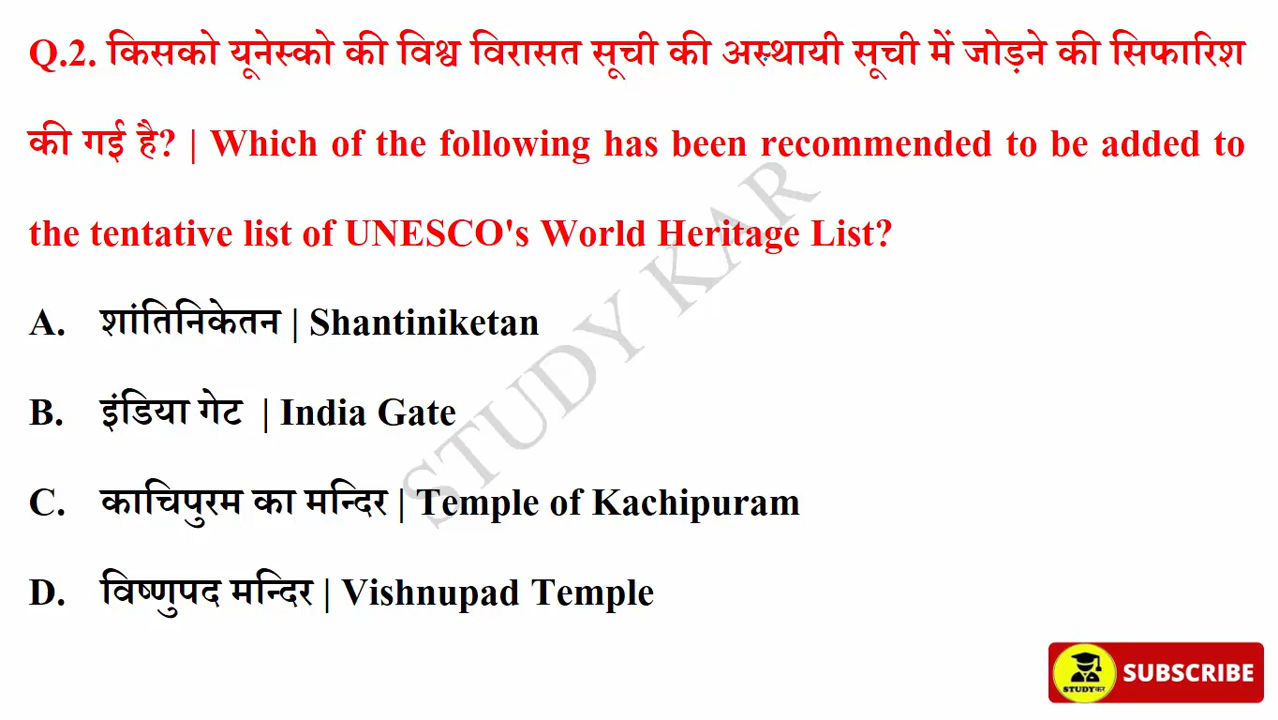 Q.2. किसको यूनेस्को की विश्व विरासत सूची की अस्थायी सूची में जोड़ने की सिफारिश
की गई है? | Which of the following has been recommended to be added to
the tentative list of UNESCO's World Heritage List?
A. शांतिनिकेतन | Shantiniketan
B. इंडिया गेट | India Gate
C. काचिपुरम का मन्दिर | Temple of Kachipuram
D. विष्णुपद मन्दिर | Vishnupad Temple
STUDY KAR
STUDYकर
SUBSCRIBE